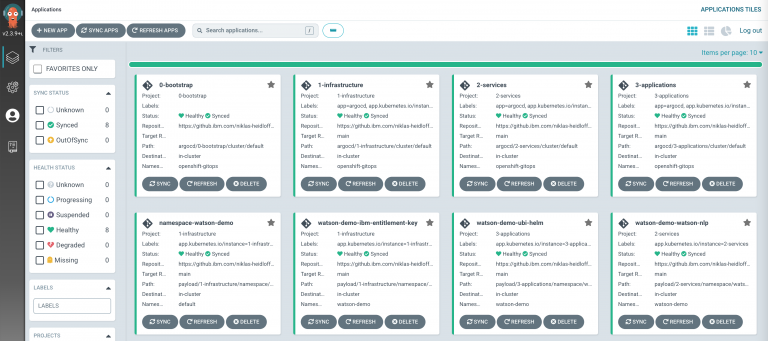 Applications
APPLICATIONS TILES
v2.3.9+
+ NEW APP
SYNC APPS
REFRESH APPS
Search applications...
/
Log out
FILTERS
Items per page: 10
FAVORITES ONLY
SYNC STATUS
Unknown 0
Synced 8
OutOfSync 0
HEALTH STATUS
Unknown 0
Progressing 0
Suspended 0
Healthy 8
Degraded 0
Missing 0
LABELS
LABELS
PROJECTS
0-bootstrap
Project: 0-bootstrap
Labels:
Status: Healthy Synced
Reposit... https://github.ibm.com/niklas-heidloff...
Target R... main
Path: argocd/0-bootstrap/cluster/default
Destinat... in-cluster
Names... openshift-gitops
SYNC REFRESH DELETE
1-infrastructure
Project: 1-infrastructure
Labels: app=argocd, app.kubernetes.io/instan...
Status: Healthy Synced
Reposit... https://github.ibm.com/niklas-heidloff...
Target R... main
Path: argocd/1-infrastructure/cluster/default
Destinat... in-cluster
Names... openshift-gitops
SYNC REFRESH DELETE
2-services
Project: 2-services
Labels: app=argocd, app.kubernetes.io/instan...
Status: Healthy Synced
Reposit... https://github.ibm.com/niklas-heidloff...
Target R... main
Path: argocd/2-services/cluster/default
Destinat... in-cluster
Names... openshift-gitops
SYNC REFRESH DELETE
3-applications
Project: 3-applications
Labels: app=argocd, app.kubernetes.io/instan...
Status: Healthy Synced
Reposit... https://github.ibm.com/niklas-heidloff...
Target R... main
Path: argocd/3-applications/cluster/default
Destinat... in-cluster
Names... openshift-gitops
SYNC REFRESH DELETE
namespace-watson-demo
Project: 1-infrastructure
Labels: app.kubernetes.io/instance=1-infrastr...
Status: Healthy Synced
Reposit... https://github.ibm.com/niklas-heidloff...
Target R... main
Path: payload/1-infrastructure/namespace/...
Destinat... in-cluster
Names... default
SYNC REFRESH DELETE
watson-demo-ibm-entitlement-key
Project: 1-infrastructure
Labels: app.kubernetes.io/instance=1-infrastr...
Status: Healthy Synced
Reposit... https://github.ibm.com/niklas-heidloff...
Target R... main
Path: payload/1-infrastructure/namespace/...
Destinat... in-cluster
Names... watson-demo
SYNC REFRESH DELETE
watson-demo-ubi-helm
Project: 3-applications
Labels: app.kubernetes.io/instance=3-applica...
Status: Healthy Synced
Reposit... https://github.ibm.com/niklas-heidloff...
Target R... main
Path: payload/3-applications/namespace/w...
Destinat... in-cluster
Names... watson-demo
SYNC REFRESH DELETE
watson-demo-watson-nlp
Project: 2-services
Labels: app.kubernetes.io/instance=2-services
Status: Healthy Synced
Reposit... https://github.ibm.com/niklas-heidloff...
Target R... main
Path: payload/2-services/namespace/wats...
Destinat... in-cluster
Names... watson-demo
SYNC REFRESH DELETE